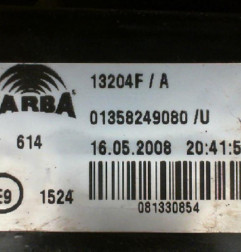 ARBA
13204F / A
01358249080 /U
614
16.05.2008 20:41:5
E9
1524
081330854